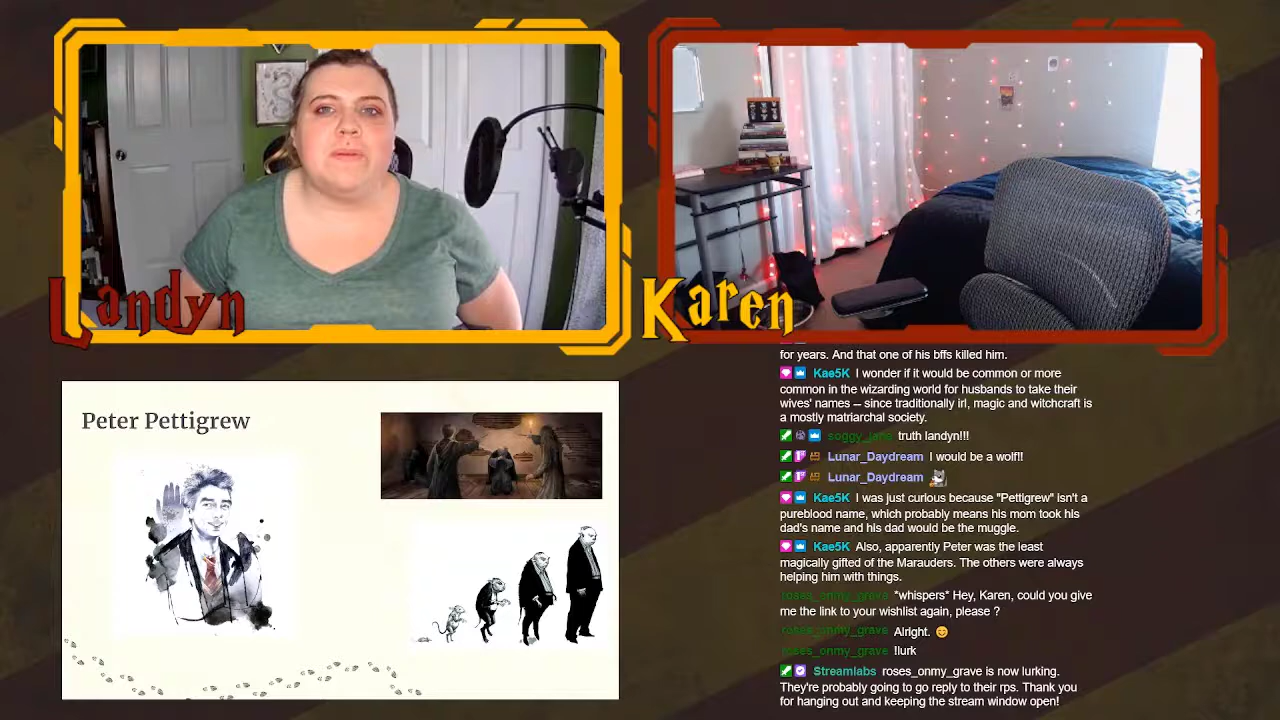 Landyn
Karen
Peter Pettigrew
for years. And that one of his bffs killed him.
Kae5K I wonder if it would be common or more
common in the wizarding world for husbands to take their
wives' names – since traditionally irl, magic and witchcraft is
a mostly matriarchal society.
soggy_jane truth landyn!!!
Lunar_Daydream I would be a wolf!!
Lunar_Daydream
Kae5K I was just curious because "Pettigrew" isn't a
pureblood name, which probably means his mom took his
dad's name and his dad would be the muggle.
Kae5K Also, apparently Peter was the least
magically gifted of the Marauders. The others were always
helping him with things.
roses_onmy_grave *whispers* Hey, Karen, could you give
me the link to your wishlist again, please ?
roses_onmy_grave Alright. 😊
roses_onmy_grave !lurk
Streamlabs roses_onmy_grave is now lurking.
They're probably going to go reply to their rps. Thank you
for hanging out and keeping the stream window open!